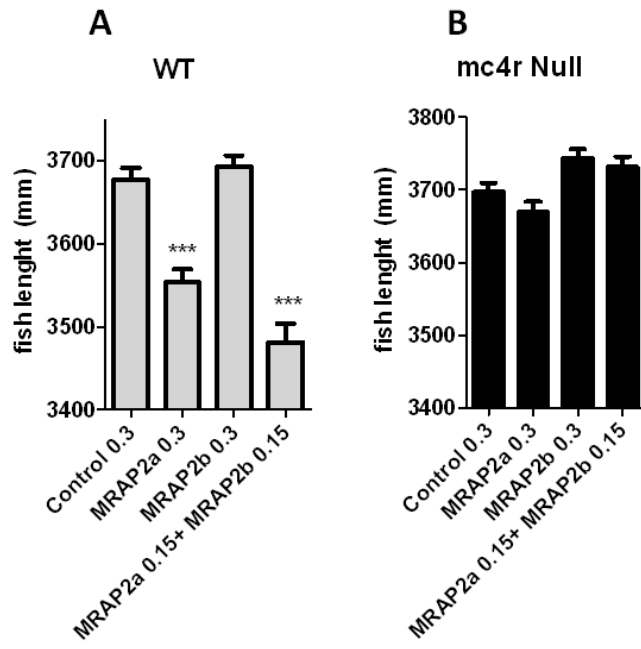 A
WT
fish lenght (mm)
3700
3600
3500
3400
***
***
Control 0.3
MRAP2a 0.3
MRAP2b 0.3
MRAP2a 0.15+ MRAP2b 0.15
B
mc4r Null
fish lenght (mm)
3800
3700
3600
3500
3400
Control 0.3
MRAP2a 0.3
MRAP2b 0.3
MRAP2a 0.15+ MRAP2b 0.15